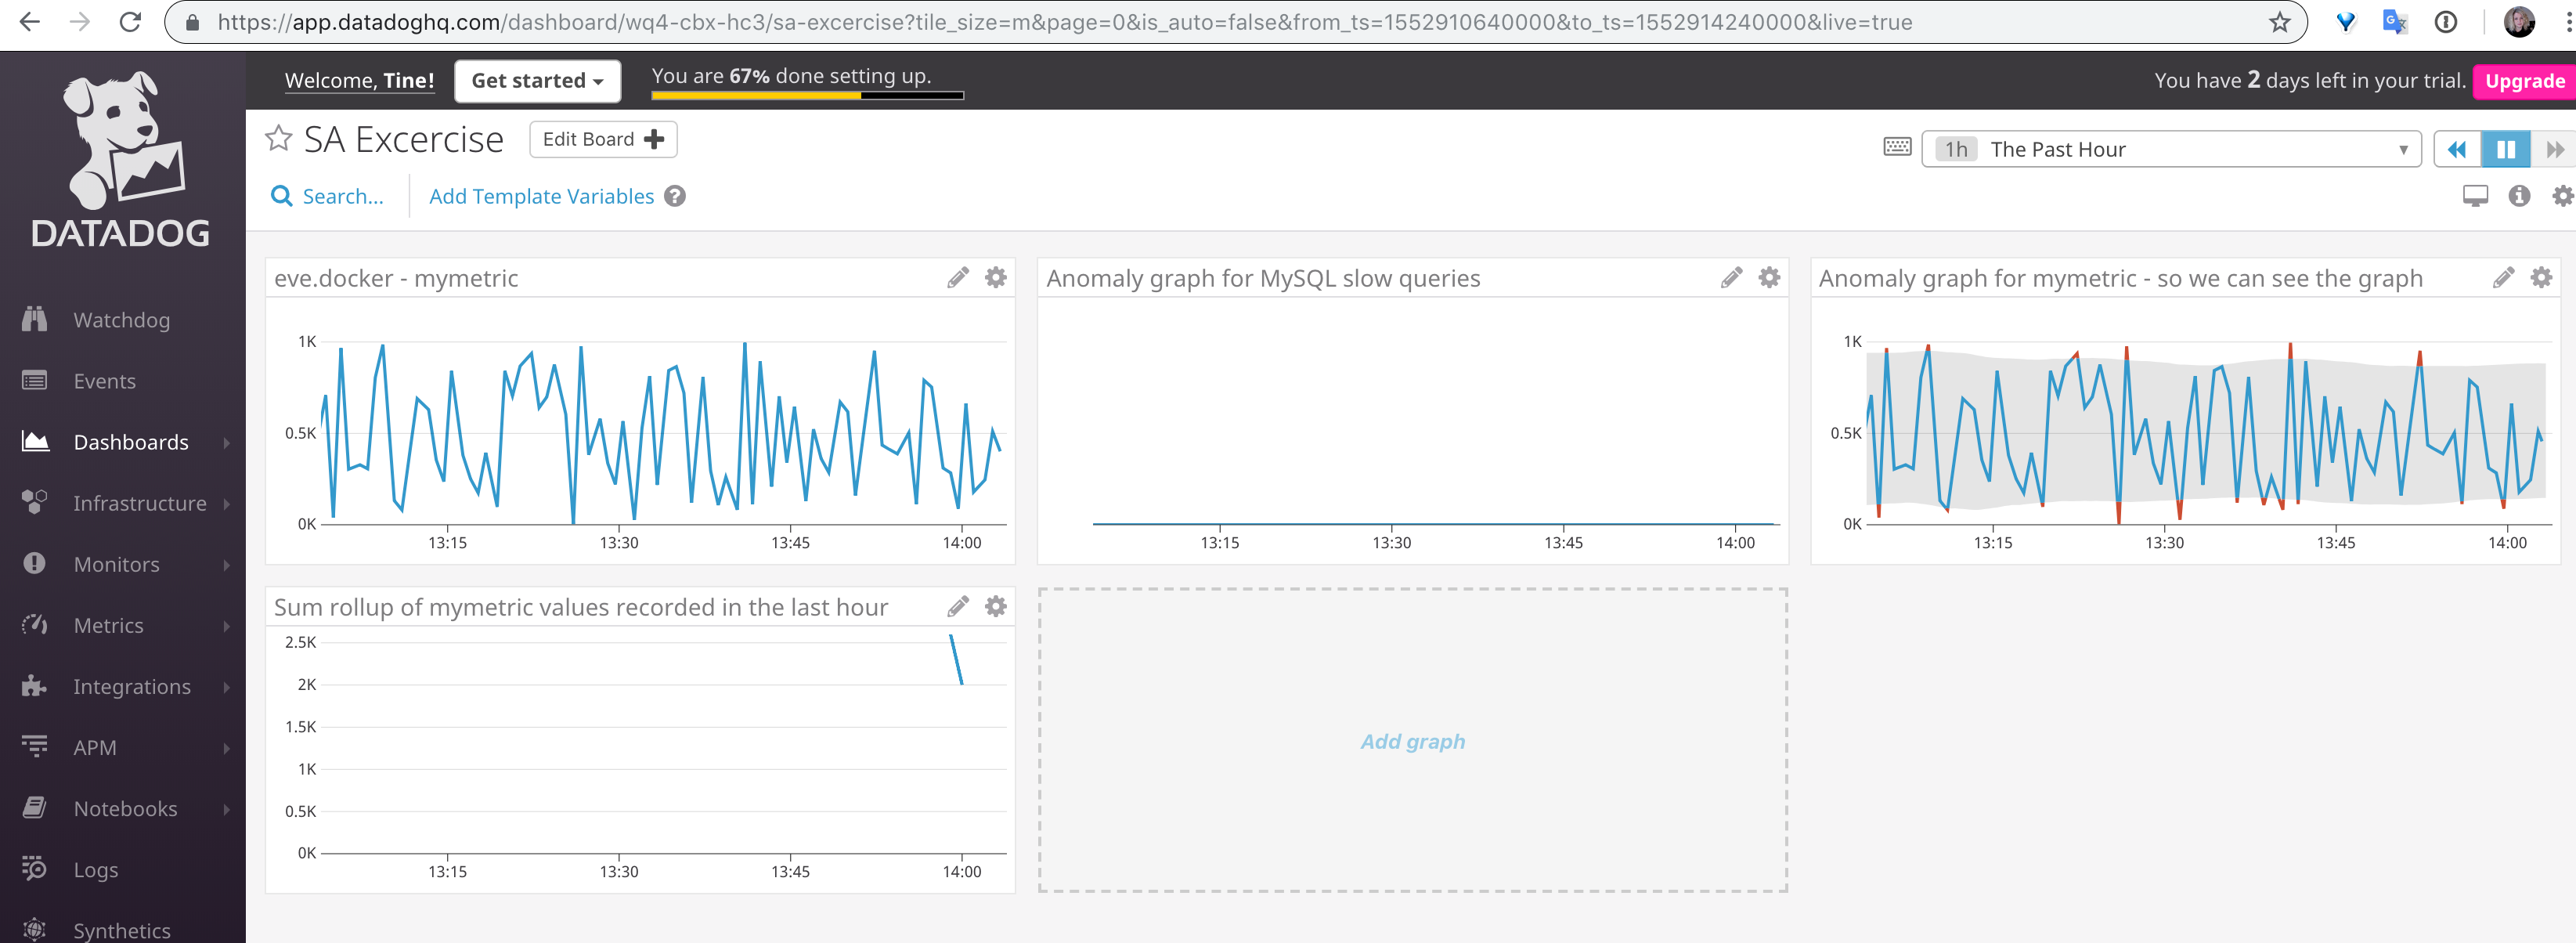 https://app.datadoghq.com/dashboard/wq4-cbx-hc3/sa-excercise?tile_size=m&page=0&is_auto=false&from_ts=1552910640000&to_ts=1552914240000&live=true
Welcome, Tine!
Get started
You are 67% done setting up.
You have 2 days left in your trial.
Upgrade
DATADOG
Watchdog
Events
Dashboards
Infrastructure
Monitors
Metrics
Integrations
APM
Notebooks
Logs
Synthetics
SA Excercise
Edit Board
1h The Past Hour
Search...
Add Template Variables
eve.docker - mymetric
1K
0.5K
0K
13:15 13:30 13:45 14:00
Anomaly graph for MySQL slow queries
13:15 13:30 13:45 14:00
Anomaly graph for mymetric - so we can see the graph
1K
0.5K
0K
13:15 13:30 13:45 14:00
Sum rollup of mymetric values recorded in the last hour
2.5K
2K
1.5K
1K
0.5K
0K
13:15 13:30 13:45 14:00
Add graph